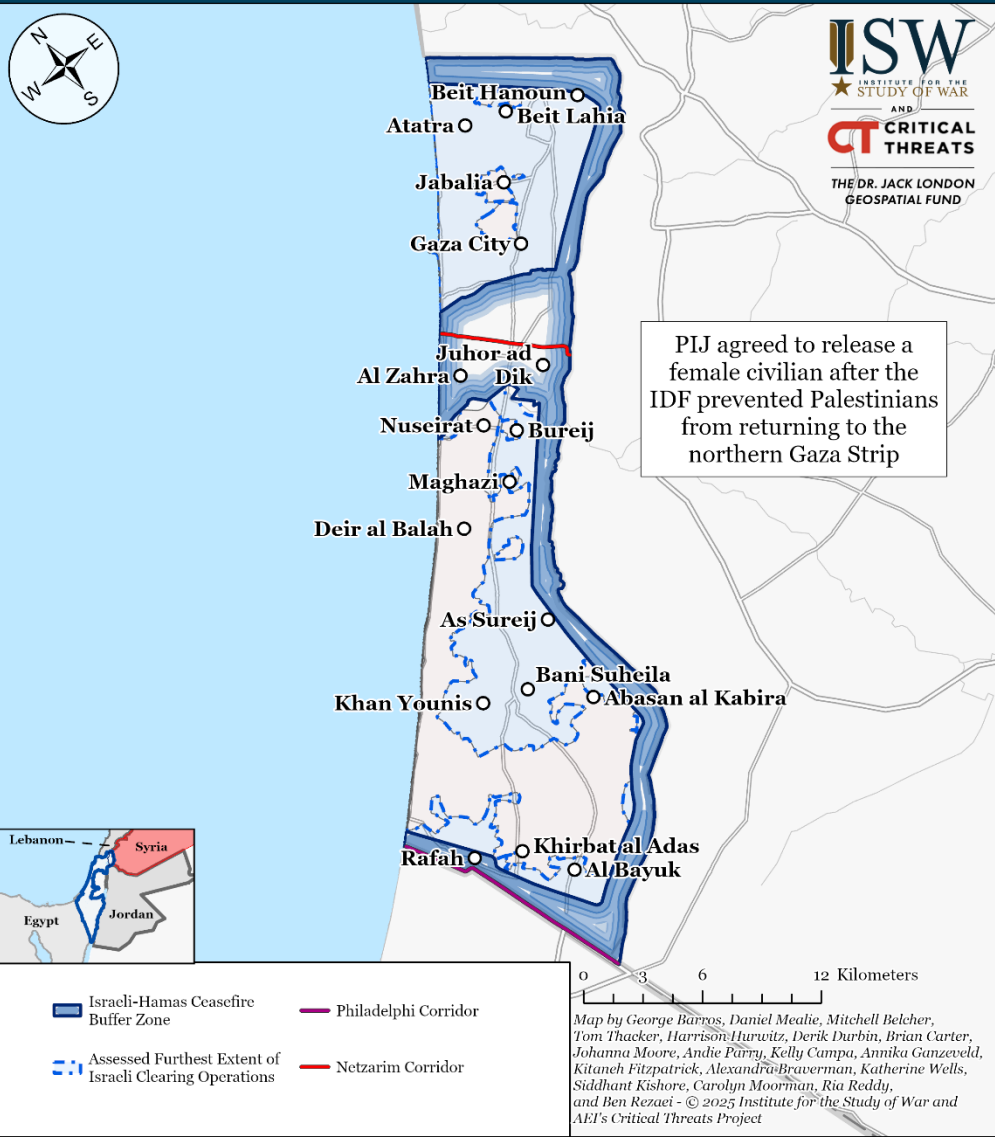 N
E
W
S
ISW
INSTITUTE FOR THE
STUDY OF WAR
AND
CT CRITICAL
THREATS
THE DR. JACK LONDON
GEOSPATIAL FUND
Beit Hanoun
Beit Lahia
Atatra
Jabalia
Gaza City
Juhor ad
Dik
Al Zahra
Nuseirat
Bureij
Maghazi
Deir al Balah
As Sureij
Bani Suheila
Abasan al Kabira
Khan Younis
Khirbat al Adas
Rafah
Al Bayuk
PIJ agreed to release a
female civilian after the
IDF prevented Palestinians
from returning to the
northern Gaza Strip
Lebanon
Syria
Egypt
Jordan
Israeli-Hamas Ceasefire
Buffer Zone
Assessed Furthest Extent of
Israeli Clearing Operations
Philadelphi Corridor
Netzarim Corridor
0 3 6 12 Kilometers
Map by George Barros, Daniel Mealie, Mitchell Belcher,
Tom Thacker, Harrison Hurwitz, Derik Durbin, Brian Carter,
Johanna Moore, Andie Parry, Kelly Campa, Annika Ganzeveld,
Kitaneh Fitzpatrick, Alexandra Braverman, Katherine Wells,
Siddhant Kishore, Carolyn Moorman, Ria Reddy,
and Ben Rezaei - © 2025 Institute for the Study of War and
AEI's Critical Threats Project